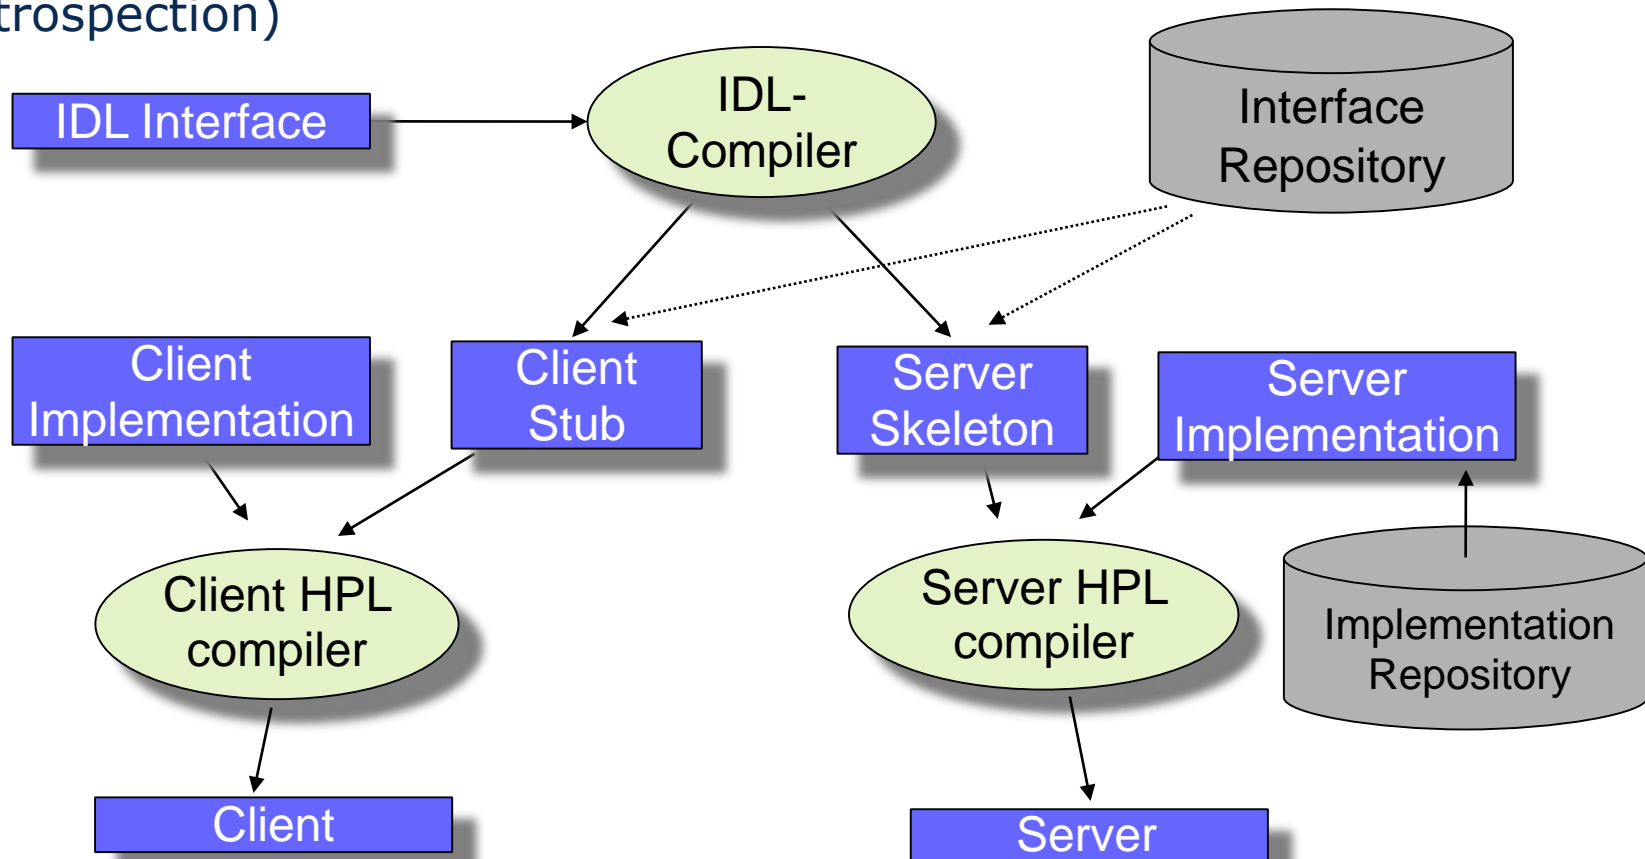 trospection)
IDL Interface
IDL-
Compiler
Interface
Repository
Client
Implementation
Client
Stub
Server
Skeleton
Server
Implementation
Client HPL
compiler
Server HPL
compiler
Implementation
Repository
Client
Server